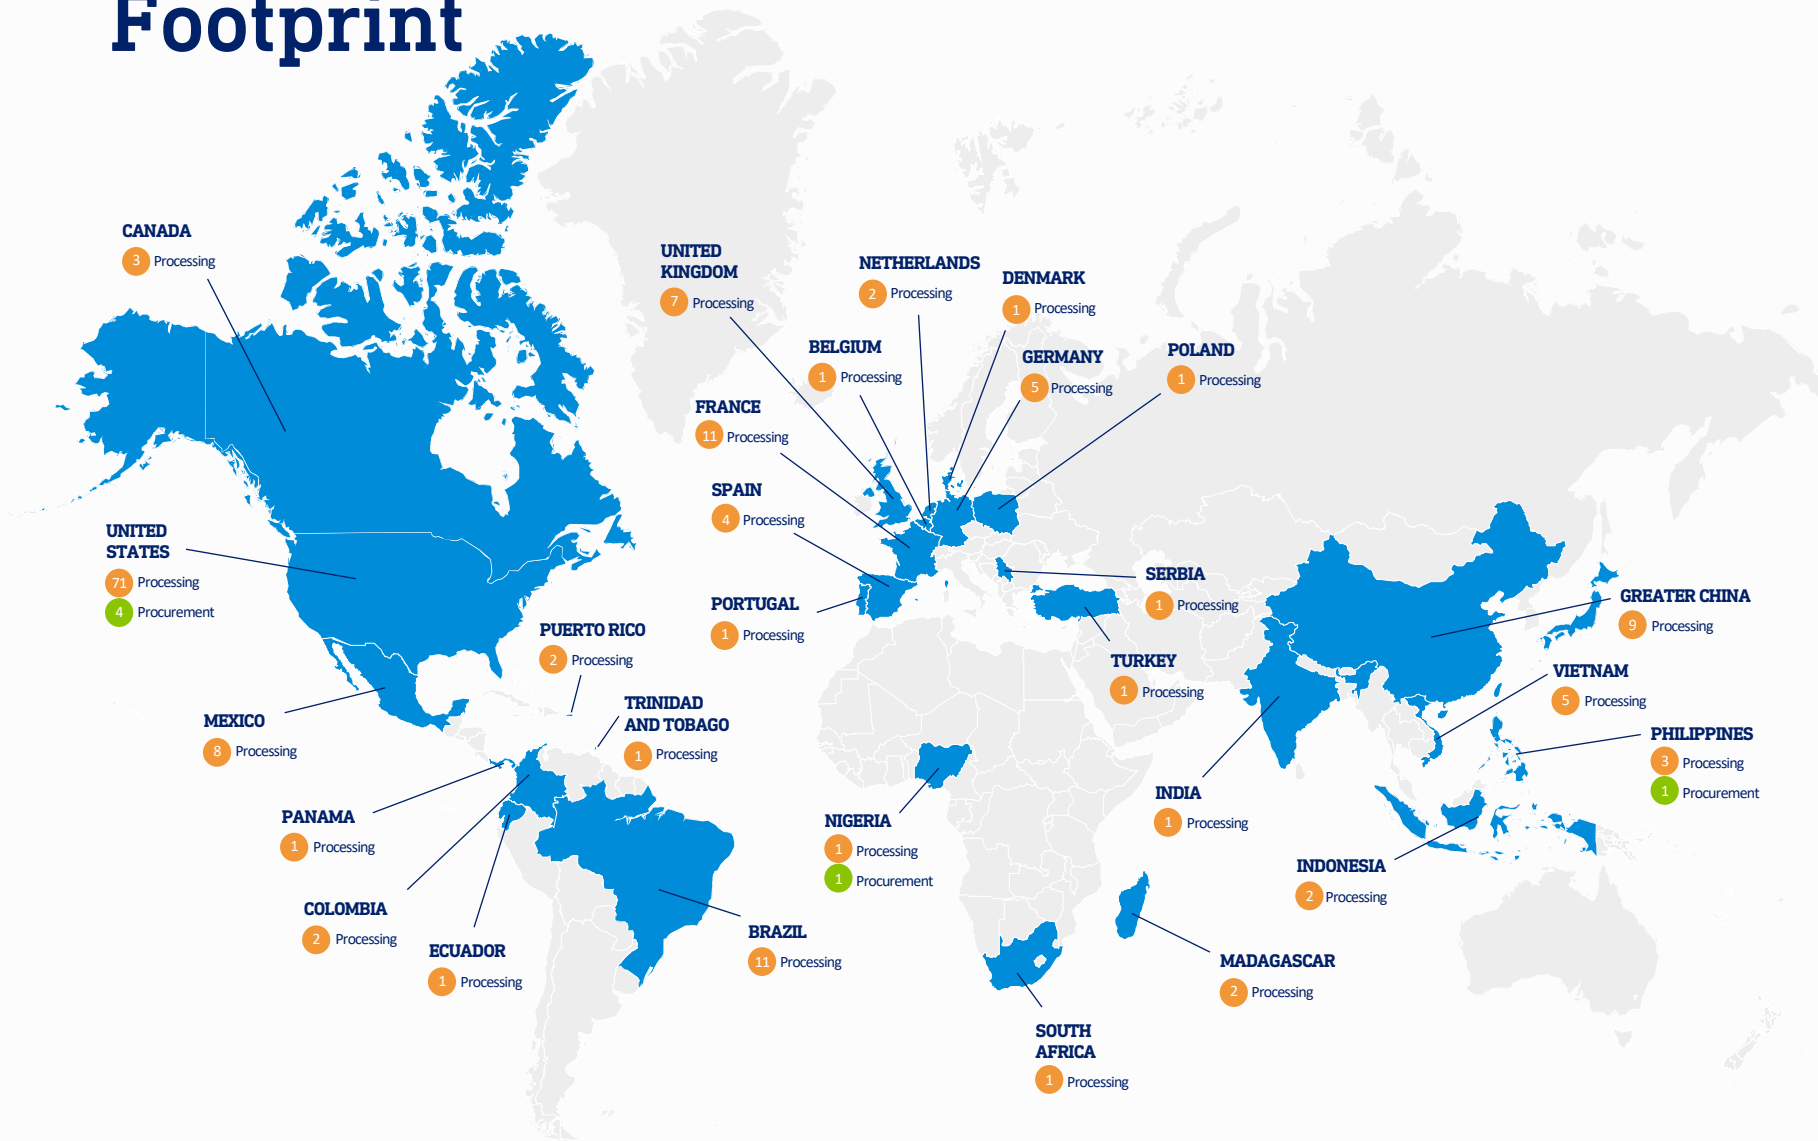 Footprint
CANADA
3 Processing
UNITED
STATES
71 Processing
4 Procurement
MEXICO
8 Processing
PUERTO RICO
2 Processing
TRINIDAD
AND TOBAGO
1 Processing
PANAMA
1 Processing
COLOMBIA
2 Processing
ECUADOR
1 Processing
BRAZIL
11 Processing
UNITED
KINGDOM
7 Processing
NETHERLANDS
2 Processing
DENMARK
1 Processing
BELGIUM
1 Processing
GERMANY
5 Processing
POLAND
1 Processing
FRANCE
11 Processing
SPAIN
4 Processing
PORTUGAL
1 Processing
SERBIA
1 Processing
TURKEY
1 Processing
NIGERIA
1 Processing
1 Procurement
SOUTH
AFRICA
1 Processing
MADAGASCAR
2 Processing
INDIA
1 Processing
GREATER CHINA
9 Processing
VIETNAM
5 Processing
PHILIPPINES
3 Processing
1 Procurement
INDONESIA
2 Processing